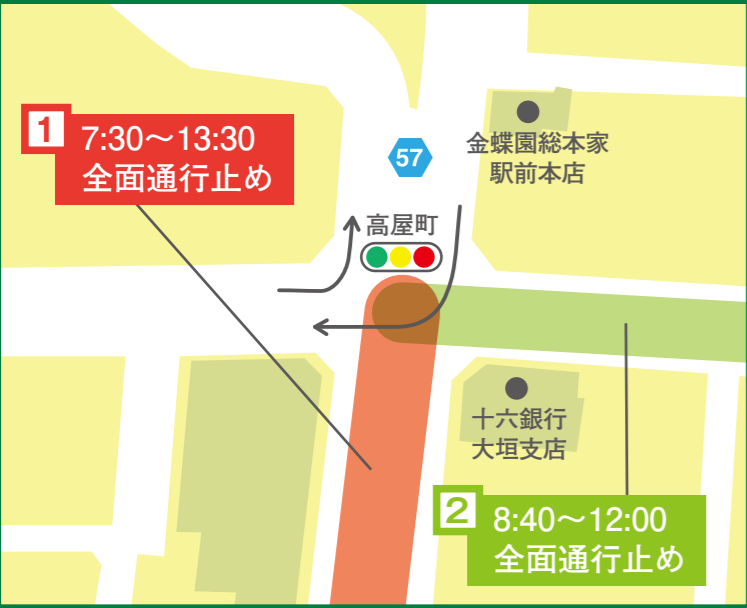 1
7:30～13:30
全面通行止め
57
金蝶園総本家
駅前本店
高屋町
十六銀行
大垣支店
2
8:40～12:00
全面通行止め